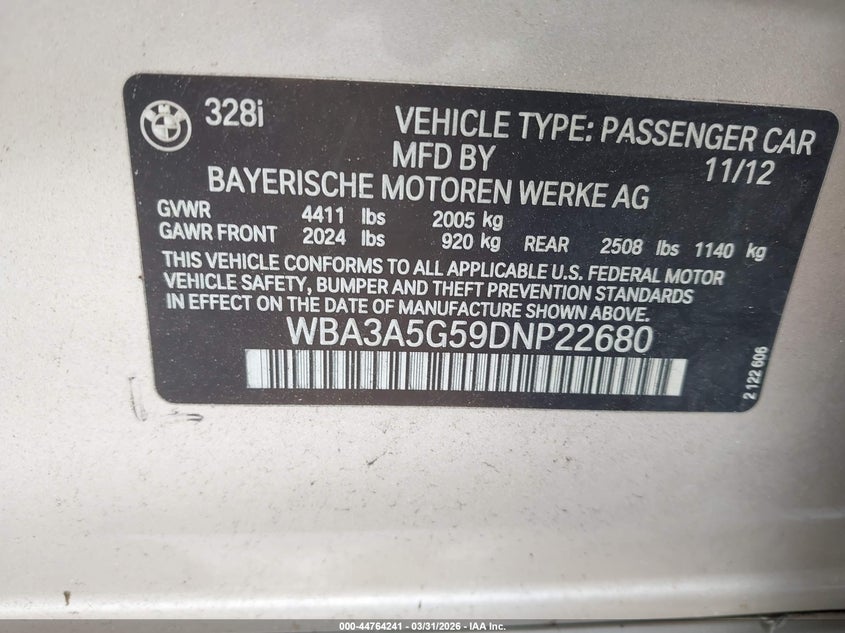 328i
VEHICLE TYPE: PASSENGER CAR
MFD BY 11/12
BAYERISCHE MOTOREN WERKE AG
GVWR 4411 lbs 2005 kg
GAWR FRONT 2024 lbs 920 kg REAR 2508 lbs 1140 kg
THIS VEHICLE CONFORMS TO ALL APPLICABLE U.S. FEDERAL MOTOR
VEHICLE SAFETY, BUMPER AND THEFT PREVENTION STANDARDS
IN EFFECT ON THE DATE OF MANUFACTURE SHOWN ABOVE.
WBA3A5G59DNP22680
2 122 606
000-44764241 - 03/31/2026 - IAA Inc.